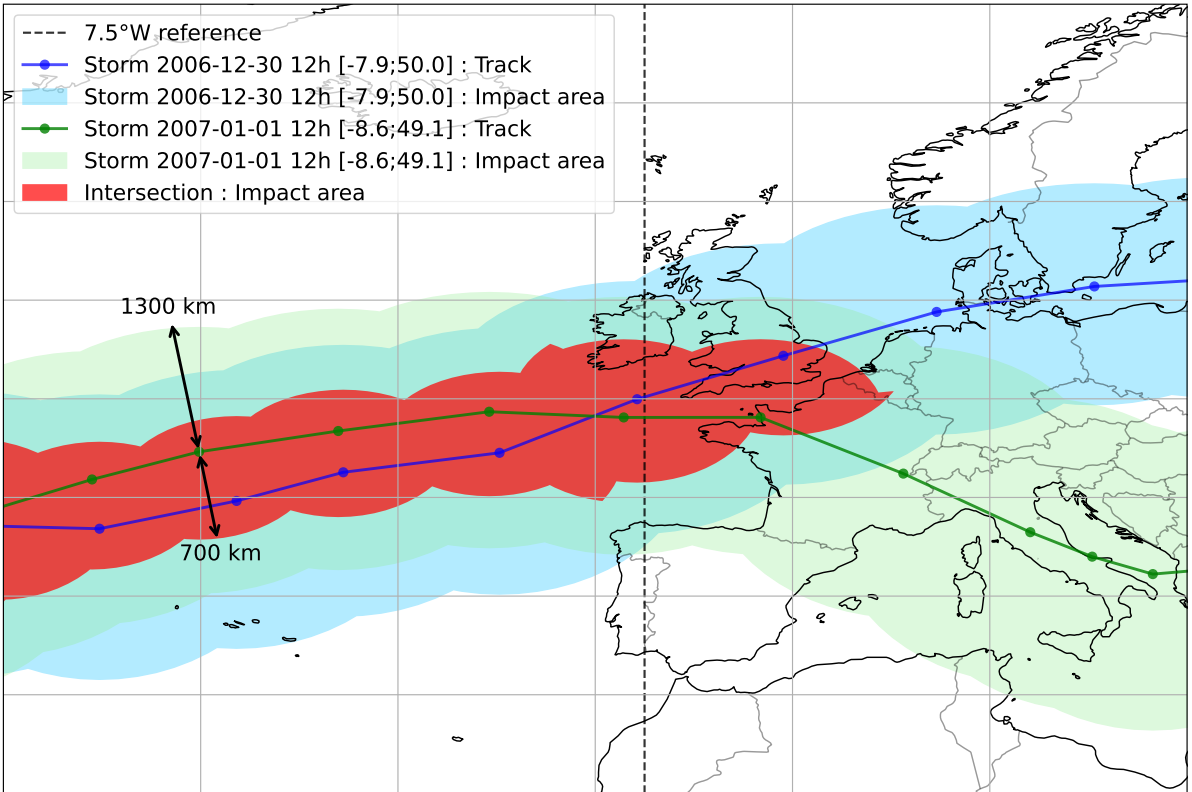 7.5°W reference
Storm 2006-12-30 12h [-7.9;50.0] : Track
Storm 2006-12-30 12h [-7.9;50.0] : Impact area
Storm 2007-01-01 12h [-8.6;49.1] : Track
Storm 2007-01-01 12h [-8.6;49.1] : Impact area
Intersection : Impact area
1300 km
700 km